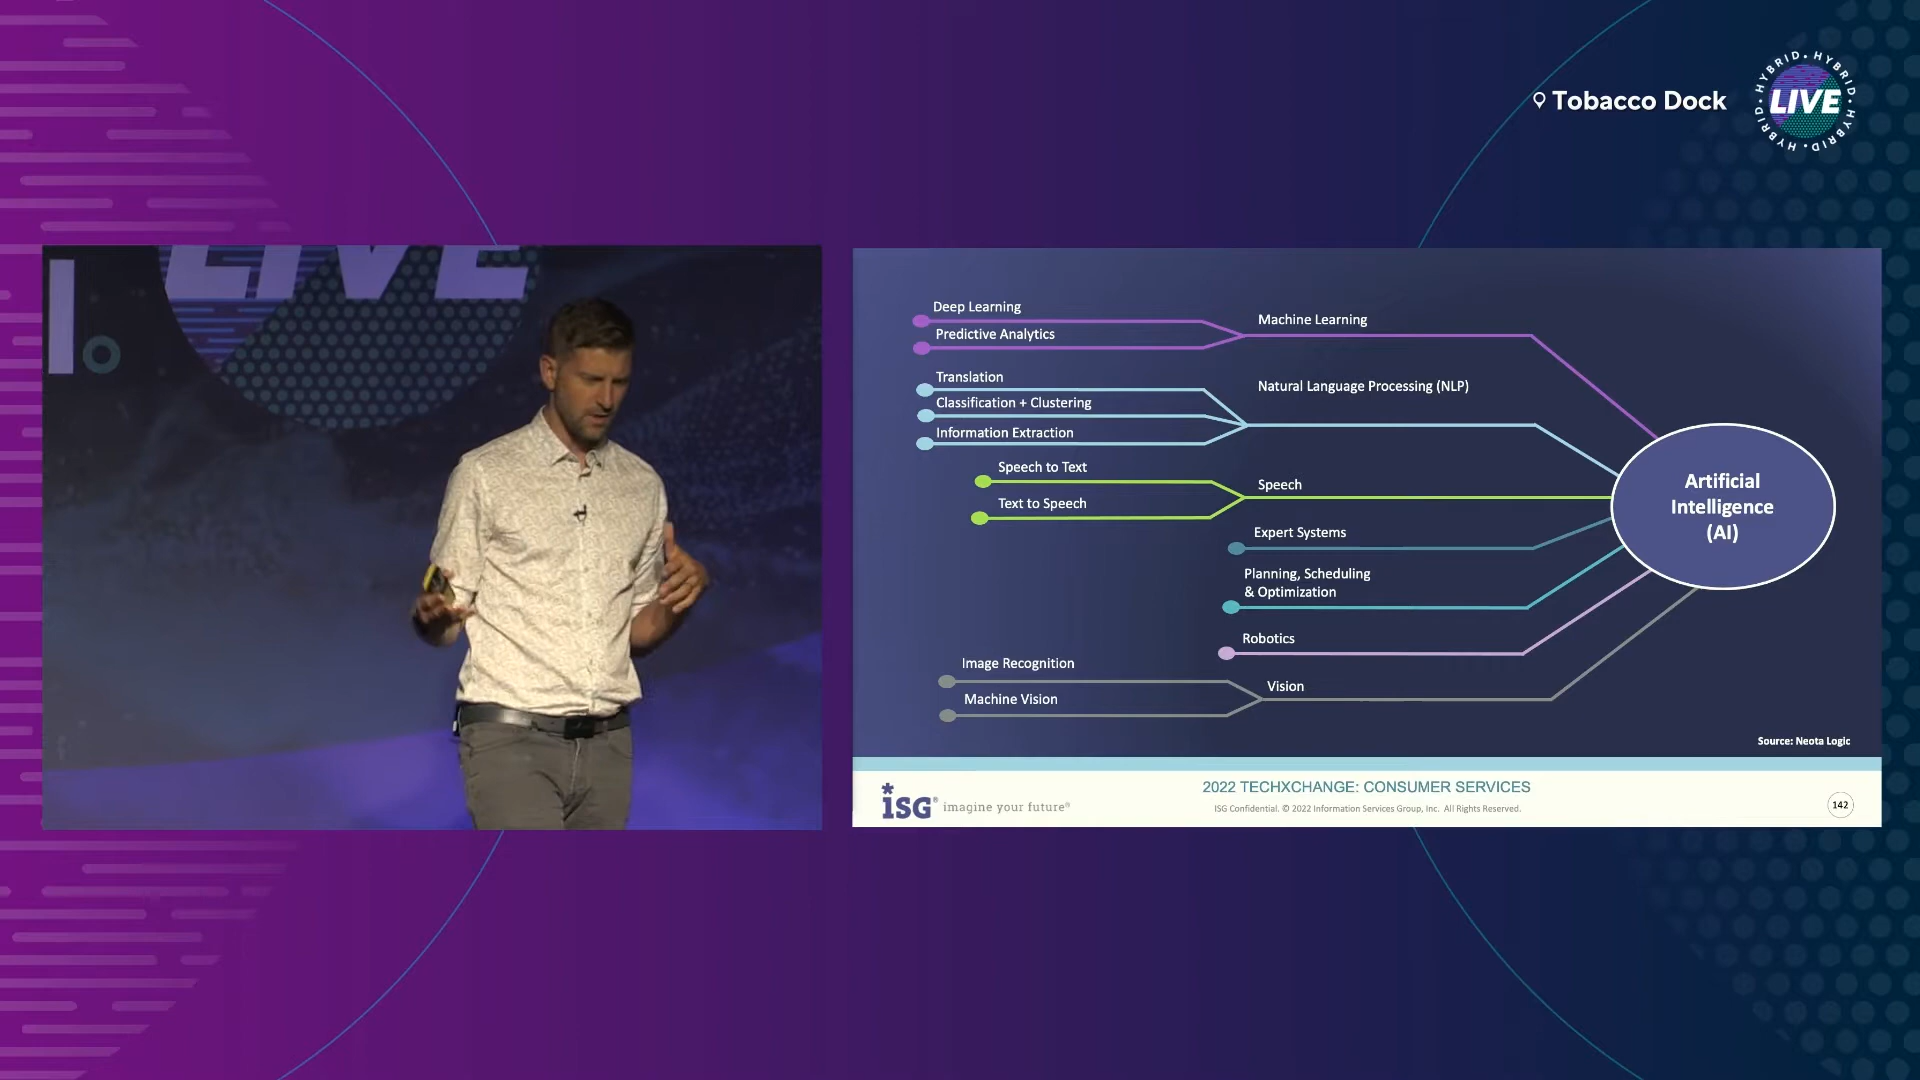 Tobacco Dock
HYBRID • HYBRID • HYBRID • HYBRID •
LIVE
LIVE
Deep Learning
Predictive Analytics
Machine Learning
Translation
Classification + Clustering
Information Extraction
Natural Language Processing (NLP)
Speech to Text
Text to Speech
Speech
Expert Systems
Planning, Scheduling
& Optimization
Robotics
Image Recognition
Machine Vision
Vision
Artificial
Intelligence
(AI)
Source: Neota Logic
*ISG® imagine your future®
2022 TECHXCHANGE: CONSUMER SERVICES
ISG Confidential. © 2022 Information Services Group, Inc. All Rights Reserved.
142